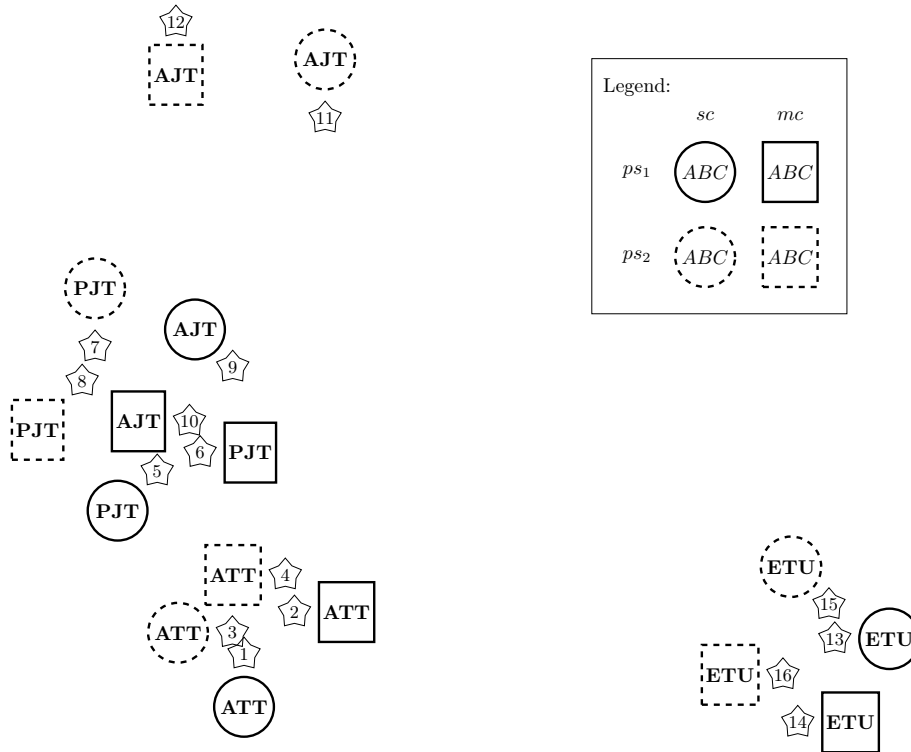 12
AJT
AJT
11
Legend:
sc mc
ps1 ABC ABC
ps2 ABC ABC
PJT
AJT
7
9
8
PJT
AJT
10
6
PJT
5
PJT
ATT
4
2
ATT
ATT
3
1
ATT
ETU
15
13
ETU
ETU
16
14
ETU